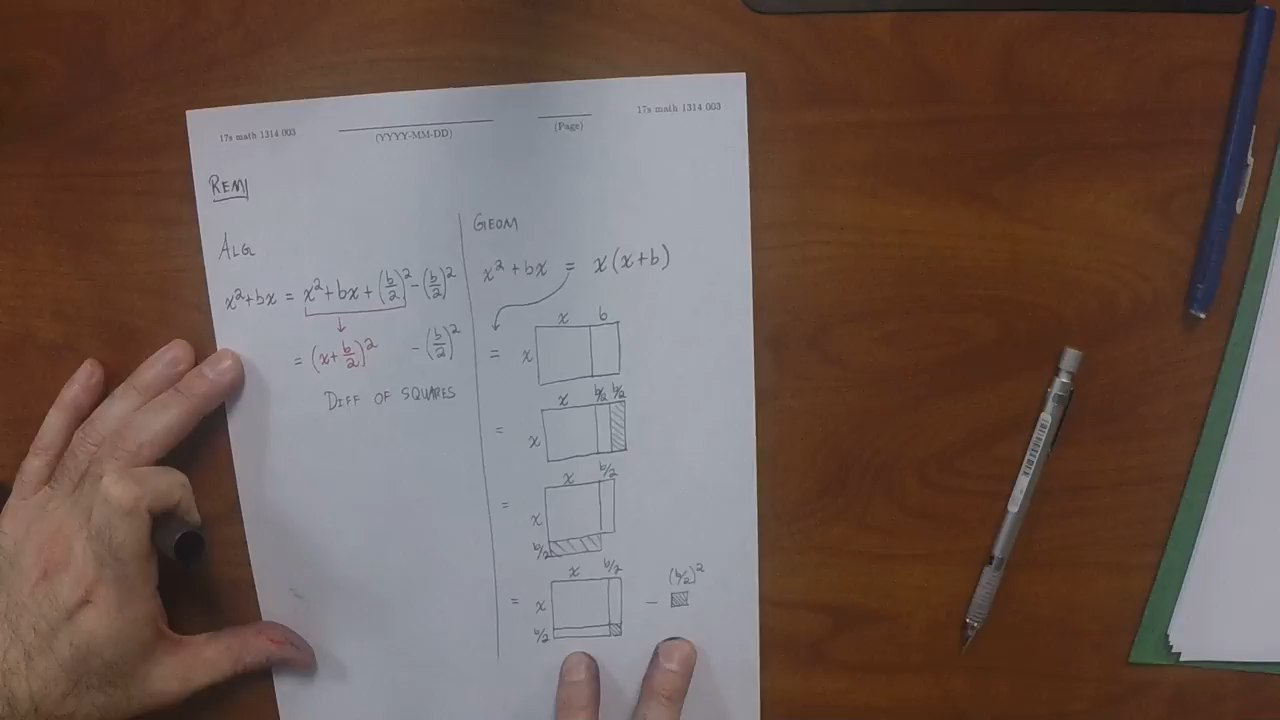 17s math 1314 003
(YYYY-MM-DD)
(Page)
17s math 1314 003
REM
ALG
x²+bx = x²+bx+(b/2)²-(b/2)²
= (x+b/2)² -(b/2)²
DIFF OF SQUARES
GEOM
x²+bx = x(x+b)
x b
= x
x b/2 b/2
= x
x b/2
= x
b/2
x b/2 (b/2)²
= x −
b/2